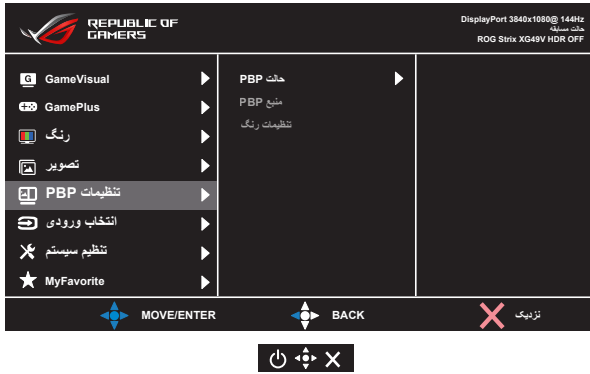 REPUBLIC OF
GAMERS
DisplayPort 3840x1080@ 144Hz
حالت مسابقه
ROG Strix XG49V HDR OFF
GameVisual
GamePlus
رنگ
تصویر
تنظیمات PBP
انتخاب ورودی
تنظیم سیستم
MyFavorite
حالت PBP
منبع PBP
تنظیمات رنگ
MOVE/ENTER
BACK
نزدیک